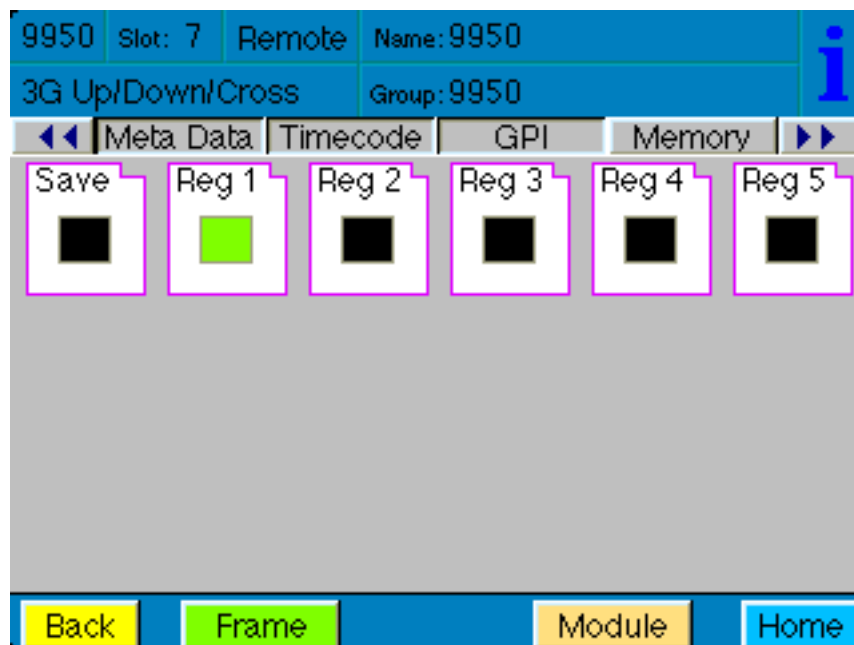 9950 Slot: 7 Remote Name: 9950
3G Up/Down/Cross Group: 9950
Meta Data Timecode GPI Memory
Save Reg 1 Reg 2 Reg 3 Reg 4 Reg 5
Back Frame Module Home